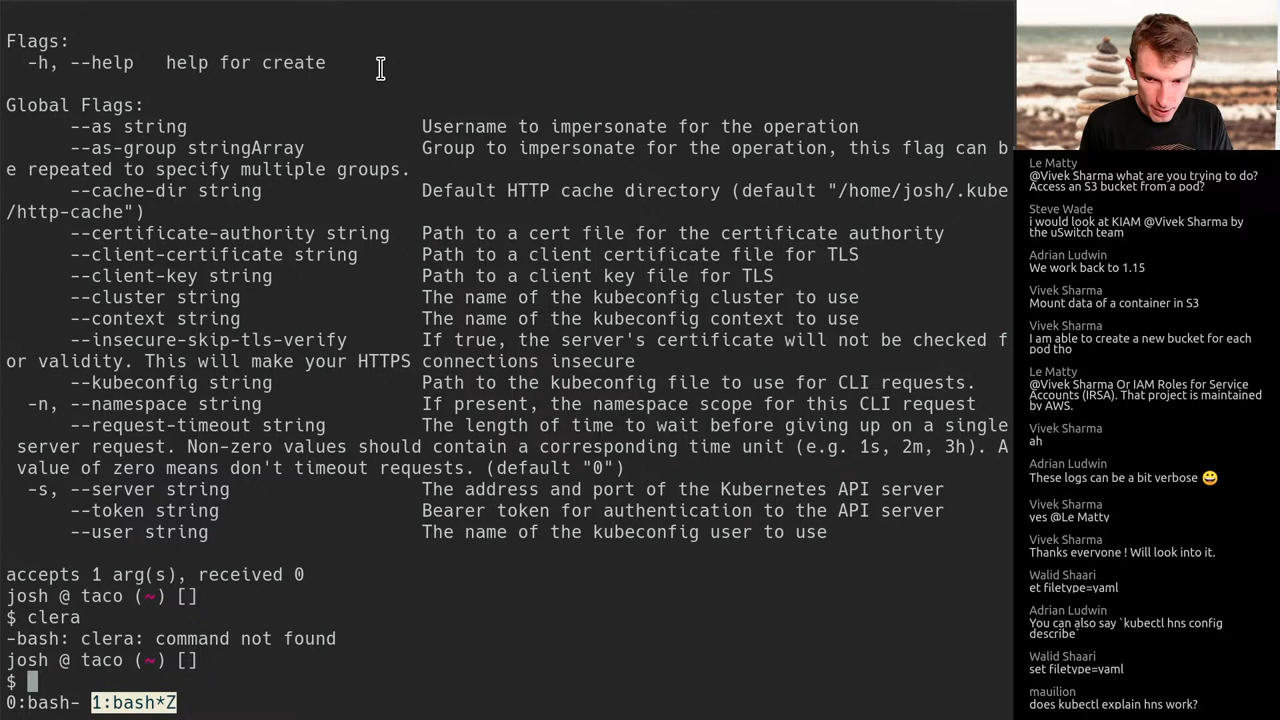 Flags:
-h, --help   help for create
Global Flags:
--as string                      Username to impersonate for the operation
--as-group stringArray           Group to impersonate for the operation, this flag can b
e repeated to specify multiple groups.
--cache-dir string               Default HTTP cache directory (default "/home/josh/.kube
/http-cache")
--certificate-authority string   Path to a cert file for the certificate authority
--client-certificate string      Path to a client certificate file for TLS
--client-key string              Path to a client key file for TLS
--cluster string                 The name of the kubeconfig cluster to use
--context string                 The name of the kubeconfig context to use
--insecure-skip-tls-verify       If true, the server's certificate will not be checked f
or validity. This will make your HTTPS connections insecure
--kubeconfig string              Path to the kubeconfig file to use for CLI requests.
-n, --namespace string               If present, the namespace scope for this CLI request
--request-timeout string         The length of time to wait before giving up on a single
server request. Non-zero values should contain a corresponding time unit (e.g. 1s, 2m, 3h). A
value of zero means don't timeout requests. (default "0")
-s, --server string                  The address and port of the Kubernetes API server
--token string                   Bearer token for authentication to the API server
--user string                    The name of the kubeconfig user to use
accepts 1 arg(s), received 0
josh @ taco (~) []
$ clera
-bash: clera: command not found
josh @ taco (~) []
$
0:bash- 1:bash*Z
Le Matty
@Vivek Sharma what are you trying to do?
Access an S3 bucket from a pod?
Steve Wade
i would look at KIAM @Vivek Sharma by
the uSwitch team
Adrian Ludwin
We work back to 1.15
Vivek Sharma
Mount data of a container in S3
Vivek Sharma
I am able to create a new bucket for each
pod tho
Le Matty
@Vivek Sharma Or IAM Roles for Service
Accounts (IRSA). That project is maintained
by AWS.
Vivek Sharma
ah
Adrian Ludwin
These logs can be a bit verbose 😀
Vivek Sharma
yes @Le Matty
Vivek Sharma
Thanks everyone ! Will look into it.
Walid Shaari
et filetype=yaml
Adrian Ludwin
You can also say `kubectl hns config
describe`
Walid Shaari
set filetype=yaml
mauilion
does kubectl explain hns work?